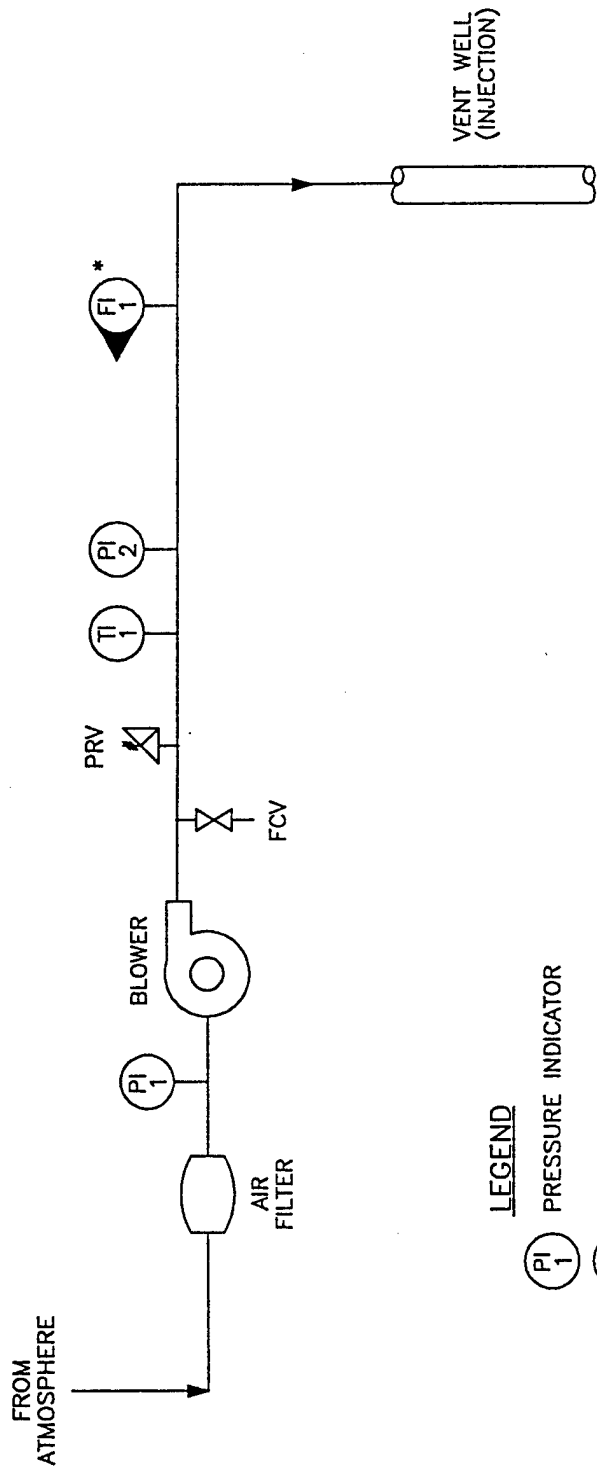 FROM
ATMOSPHERE
AIR
FILTER
PI
1
BLOWER
FCV
PRV
TI
1
PI
2
FI
1
*
VENT WELL
(INJECTION)
LEGEND
PI
1
PRESSURE INDICATOR